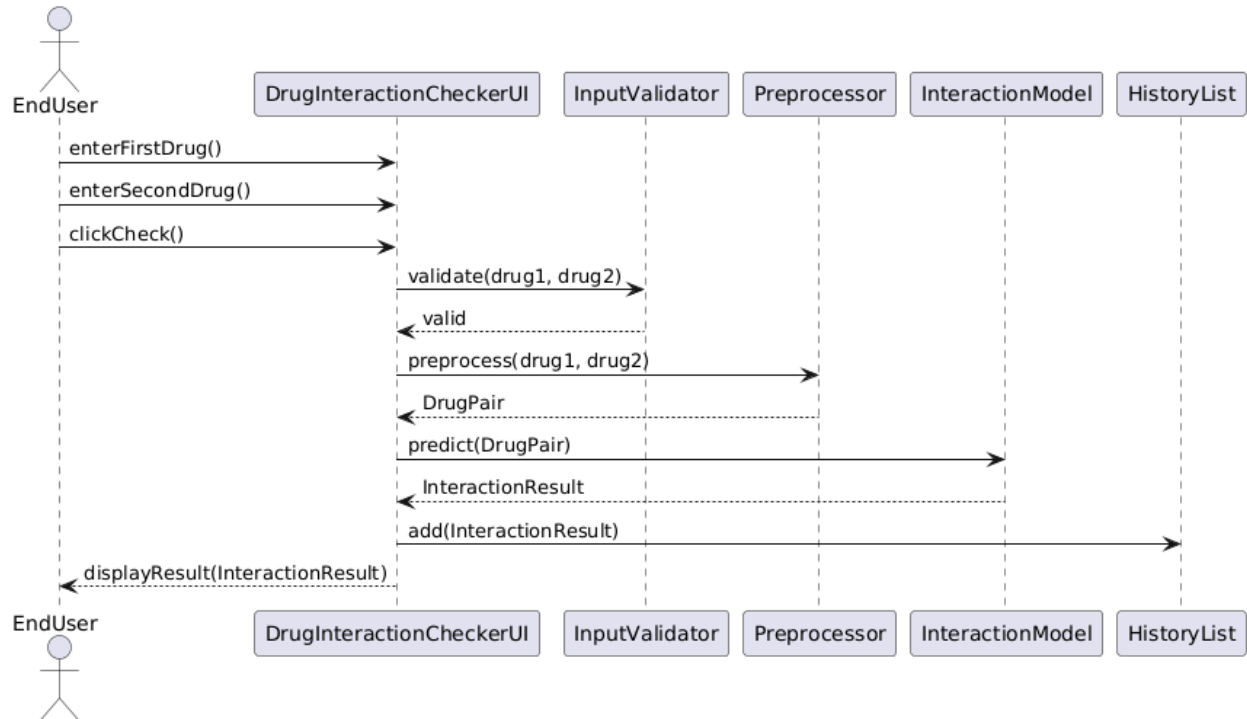 EndUser
DrugInteractionCheckerUI
InputValidator
Preprocessor
InteractionModel
HistoryList
enterFirstDrug()
enterSecondDrug()
clickCheck()
validate(drug1, drug2)
valid
preprocess(drug1, drug2)
DrugPair
predict(DrugPair)
InteractionResult
add(InteractionResult)
displayResult(InteractionResult)
EndUser
DrugInteractionCheckerUI
InputValidator
Preprocessor
InteractionModel
HistoryList